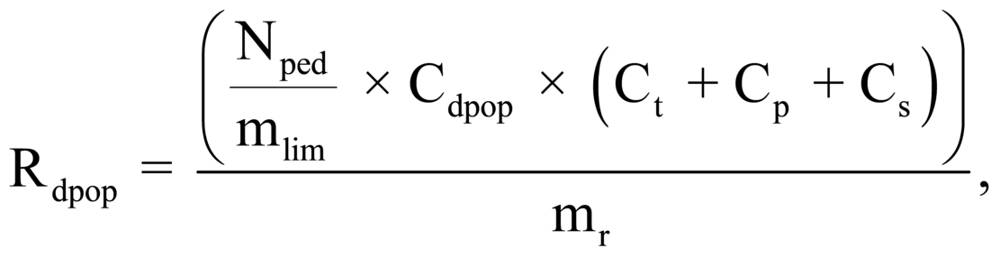 R_dpop = ((N_ped / m_lim × C_dpop × (C_t + C_p + C_s)) / m_r,